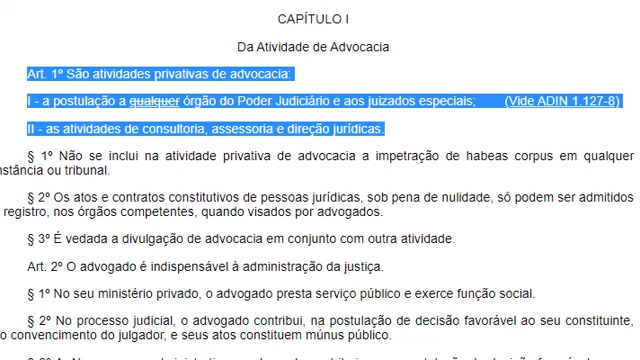 CAPÍTULO I
Da Atividade de Advocacia
Art. 1º São atividades privativas de advocacia:
I - a postulação a qualquer órgão do Poder Judiciário e aos juizados especiais; (Vide ADIN 1.127-8)
II - as atividades de consultoria, assessoria e direção jurídicas.
§ 1º Não se inclui na atividade privativa de advocacia a impetração de habeas corpus em qualquer
instância ou tribunal.
§ 2º Os atos e contratos constitutivos de pessoas jurídicas, sob pena de nulidade, só podem ser admitidos
registro, nos órgãos competentes, quando visados por advogados.
§ 3º É vedada a divulgação de advocacia em conjunto com outra atividade.
Art. 2º O advogado é indispensável à administração da justiça.
§ 1º No seu ministério privado, o advogado presta serviço público e exerce função social.
§ 2º No processo judicial, o advogado contribui, na postulação de decisão favorável ao seu constituinte,
o convencimento do julgador, e seus atos constituem múnus público.